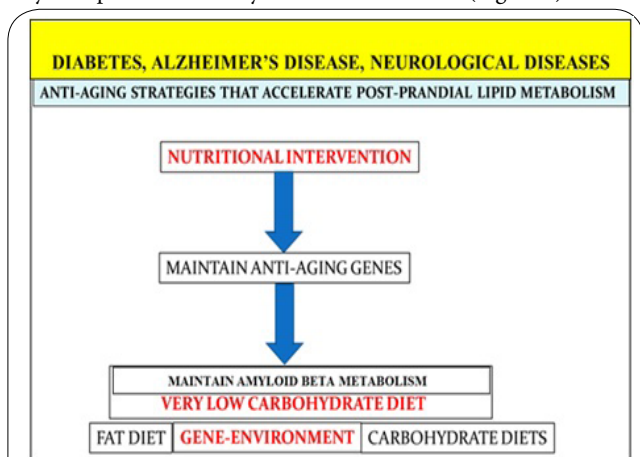 DIABETES, ALZHEIMER'S DISEASE, NEUROLOGICAL DISEASES
ANTI-AGING STRATEGIES THAT ACCELERATE POST-PRANDIAL LIPID METABOLISM
NUTRITIONAL INTERVENTION
MAINTAIN ANTI-AGING GENES
MAINTAIN AMYLOID BETA METABOLISM
VERY LOW CARBOHYDRATE DIET
FAT DIET GENE-ENVIRONMENT CARBOHYDRATE DIETS